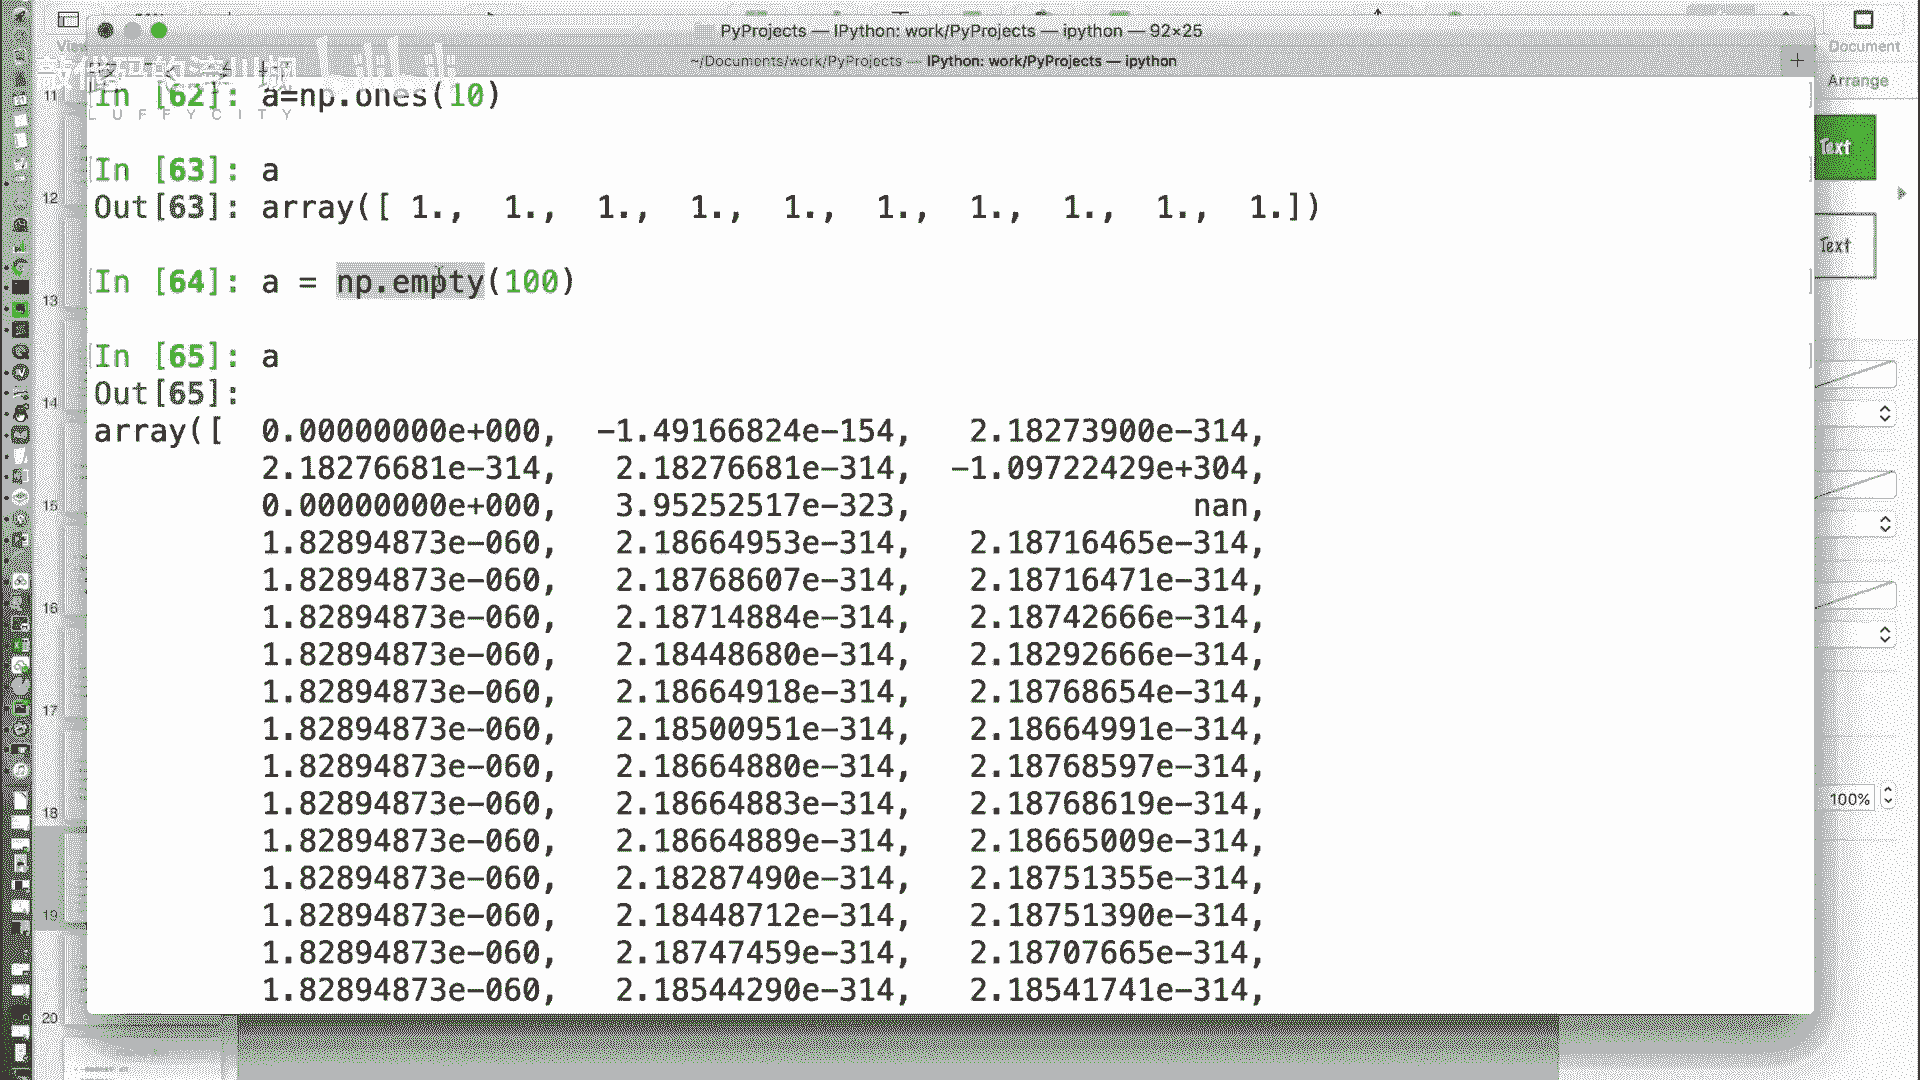 PyProjects — IPython: work/PyProjects — ipython — 92×25
~/Documents/work/PyProjects — IPython: work/PyProjects — ipython
+
View
Document
Arrange
LUFFYCITY
In [62]: a=np.ones(10)
In [63]: a
Out[63]: array([ 1., 1., 1., 1., 1., 1., 1., 1., 1., 1.])
In [64]: a = np.empty(100)
In [65]: a
Out[65]:
array([ 0.00000000e+000, -1.49166824e-154, 2.18273900e-314,
2.18276681e-314, 2.18276681e-314, -1.09722429e+304,
0.00000000e+000, 3.95252517e-323, nan,
1.82894873e-060, 2.18664953e-314, 2.18716465e-314,
1.82894873e-060, 2.18768607e-314, 2.18716471e-314,
1.82894873e-060, 2.18714884e-314, 2.18742666e-314,
1.82894873e-060, 2.18448680e-314, 2.18292666e-314,
1.82894873e-060, 2.18664918e-314, 2.18768654e-314,
1.82894873e-060, 2.18500951e-314, 2.18664991e-314,
1.82894873e-060, 2.18664880e-314, 2.18768597e-314,
1.82894873e-060, 2.18664883e-314, 2.18768619e-314,
1.82894873e-060, 2.18664889e-314, 2.18665009e-314,
1.82894873e-060, 2.18287490e-314, 2.18751355e-314,
1.82894873e-060, 2.18448712e-314, 2.18751390e-314,
1.82894873e-060, 2.18747459e-314, 2.18707665e-314,
1.82894873e-060, 2.18544290e-314, 2.18541741e-314,
11
12
13
14
15
16
17
18
19
20
Text
Text
100%